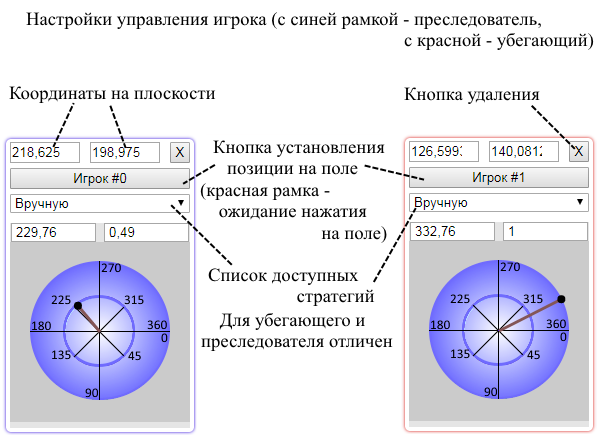 Настройки управления игрока (с синей рамкой - преследователь,
с красной - убегающий)
Координаты на плоскости
Кнопка удаления
218,625 198,975 X
Игрок #0
Вручную
229,76 0,49
270
225 315
180 360
0
135 45
90
Кнопка установления
позиции на поле
(красная рамка -
ожидание нажатия
на поле)
Список доступных
стратегий
Для убегающего и
преследователя отличен
126,599 140,0812 X
Игрок #1
Вручную
332,76 1
270
225 315
180 360
0
135 45
90